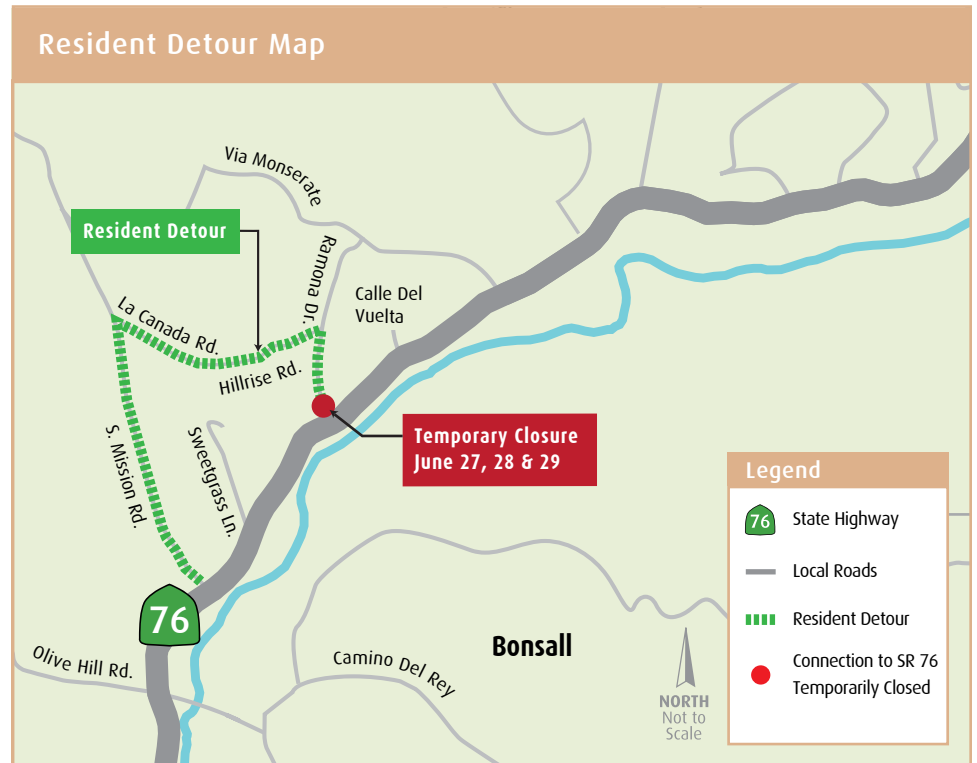 Resident Detour Map
Via Monserate
Resident Detour
Ramona Dr.
Calle Del
Vuelta
La Canada Rd.
Hillrise Rd.
S. Mission Rd.
Sweetgrass Ln.
Temporary Closure
June 27, 28 & 29
76
Olive Hill Rd.
Camino Del Rey
Bonsall
NORTH
Not to
Scale
Legend
76 State Highway
Local Roads
Resident Detour
Connection to SR 76
Temporarily Closed